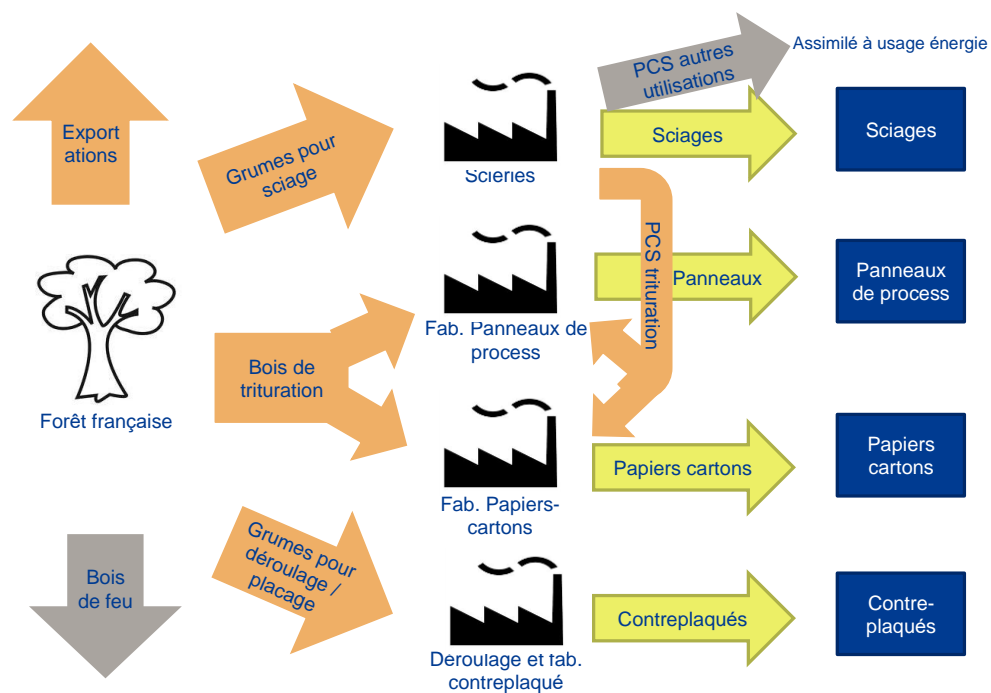 Assimilé à usage énergie
PCS autres
utilisations
Export
ations
Grumes pour
sciage
Scieries
Sciages
Sciages
PCS trituration
Panneaux
Panneaux
de process
Fab. Panneaux de
process
Bois de
trituration
Forêt française
Papiers cartons
Papiers
cartons
Fab. Papiers-
cartons
Grumes pour
déroulage /
placage
Bois
de feu
Contreplaqués
Contre-
plaqués
Déroulage et fab.
contreplaqué